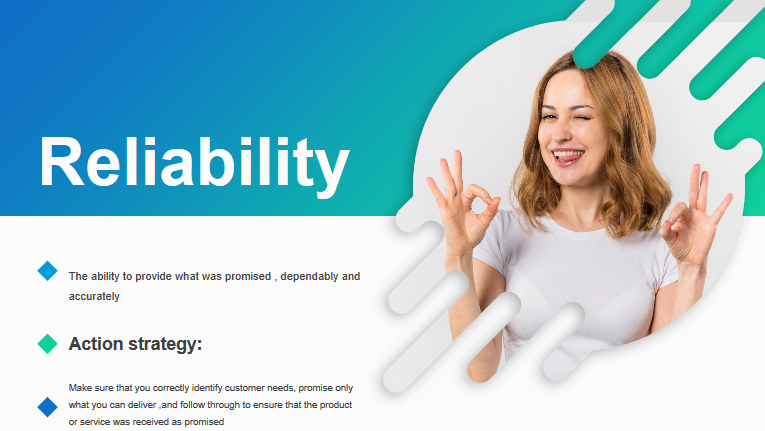 Reliability
The ability to provide what was promised , dependably and
accurately
Action strategy:
Make sure that you correctly identify customer needs, promise only
what you can deliver ,and follow through to ensure that the product
or service was received as promised